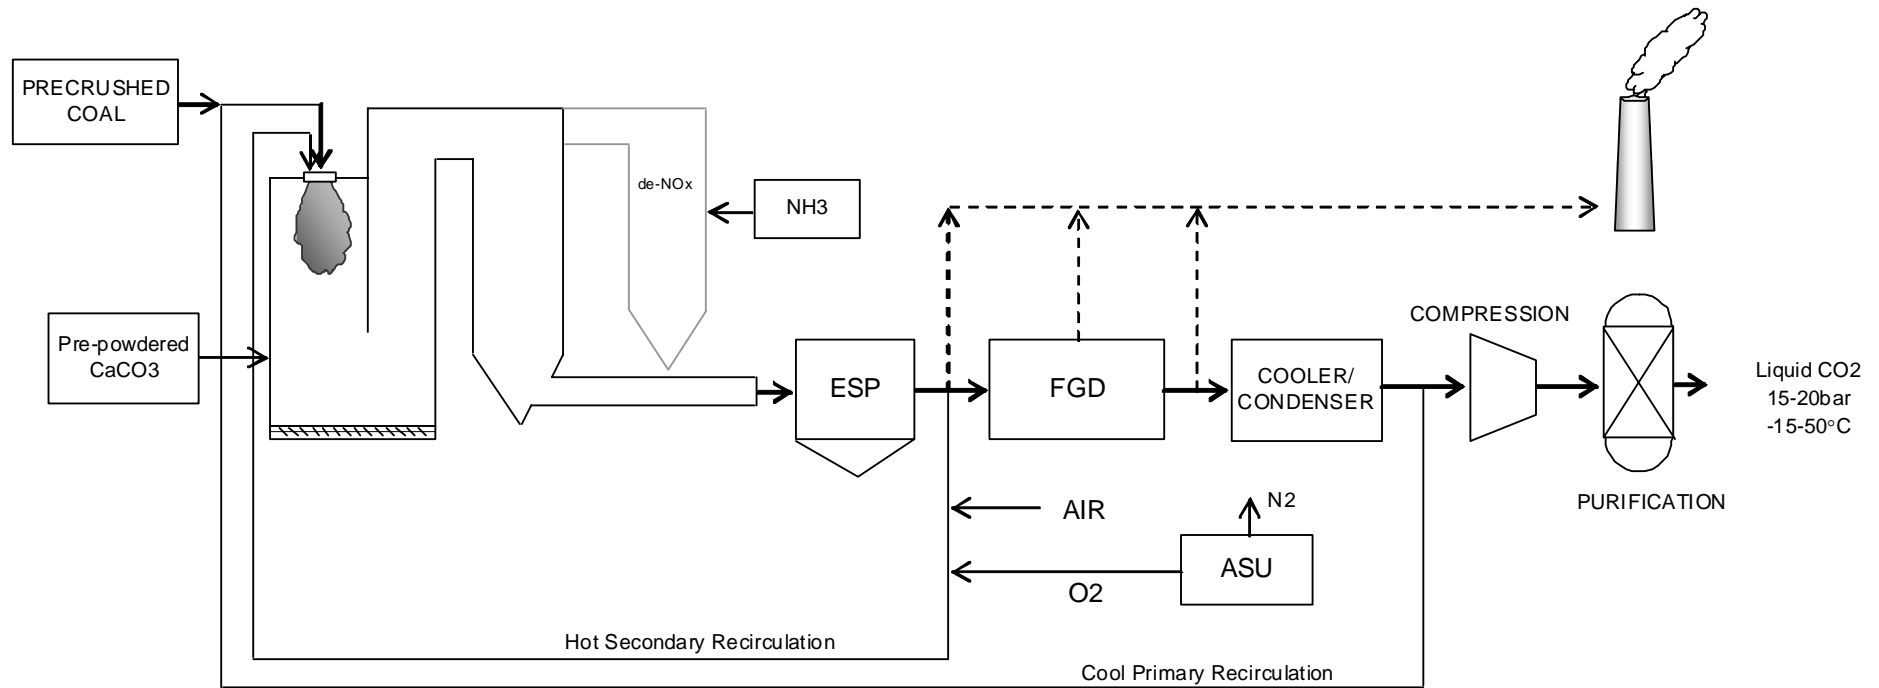 PRECRUSHED
COAL
de-NOx
NH3
Pre-powdered
CaCO3
ESP
FGD
COOLER/
CONDENSER
COMPRESSION
Liquid CO2
15-20bar
-15-50°C
PURIFICATION
AIR
N2
ASU
O2
Hot Secondary Recirculation
Cool Primary Recirculation